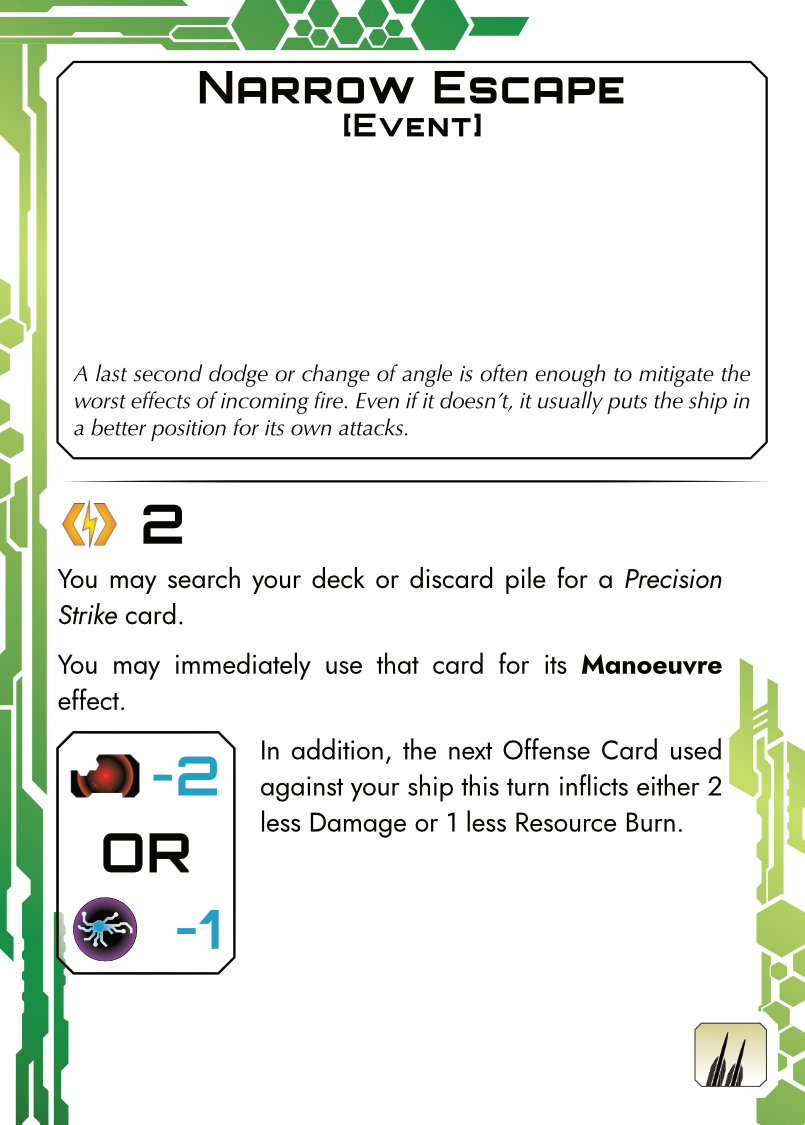 Narrow Escape
[Event]
A last second dodge or change of angle is often enough to mitigate the
worst effects of incoming fire. Even if it doesn't, it usually puts the ship in
a better position for its own attacks.
2
You may search your deck or discard pile for a Precision
Strike card.
You may immediately use that card for its Manoeuvre
effect.
-2
OR
-1
In addition, the next Offense Card used
against your ship this turn inflicts either 2
less Damage or 1 less Resource Burn.